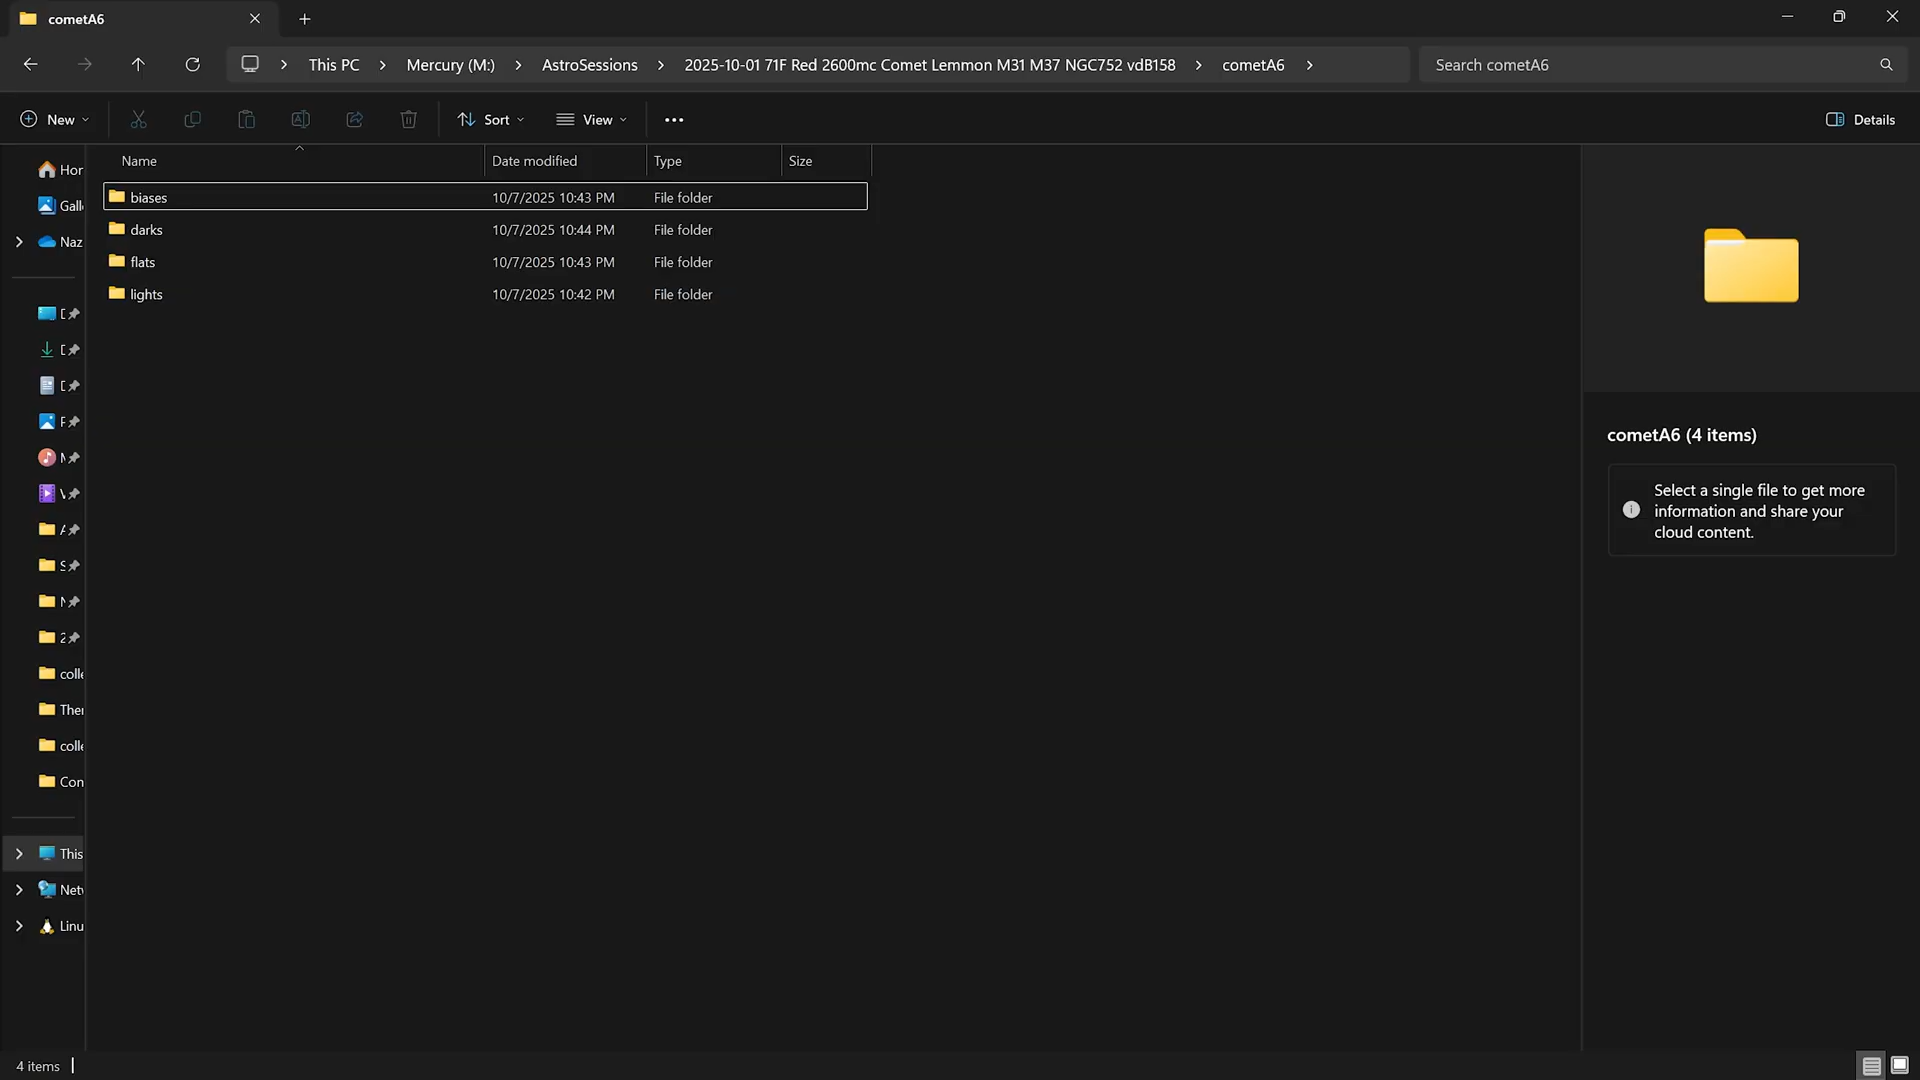 cometA6
This PC
Mercury (M:)
AstroSessions
2025-10-01 71F Red 2600mc Comet Lemmon M31 M37 NGC752 vdB158
cometA6
Search cometA6
New
Sort
View
Details
Name
Date modified
Type
Size
biases 10/7/2025 10:43 PM File folder
darks 10/7/2025 10:44 PM File folder
flats 10/7/2025 10:43 PM File folder
lights 10/7/2025 10:42 PM File folder
Naz
This
Linu
cometA6 (4 items)
Select a single file to get more
information and share your
cloud content.
4 items